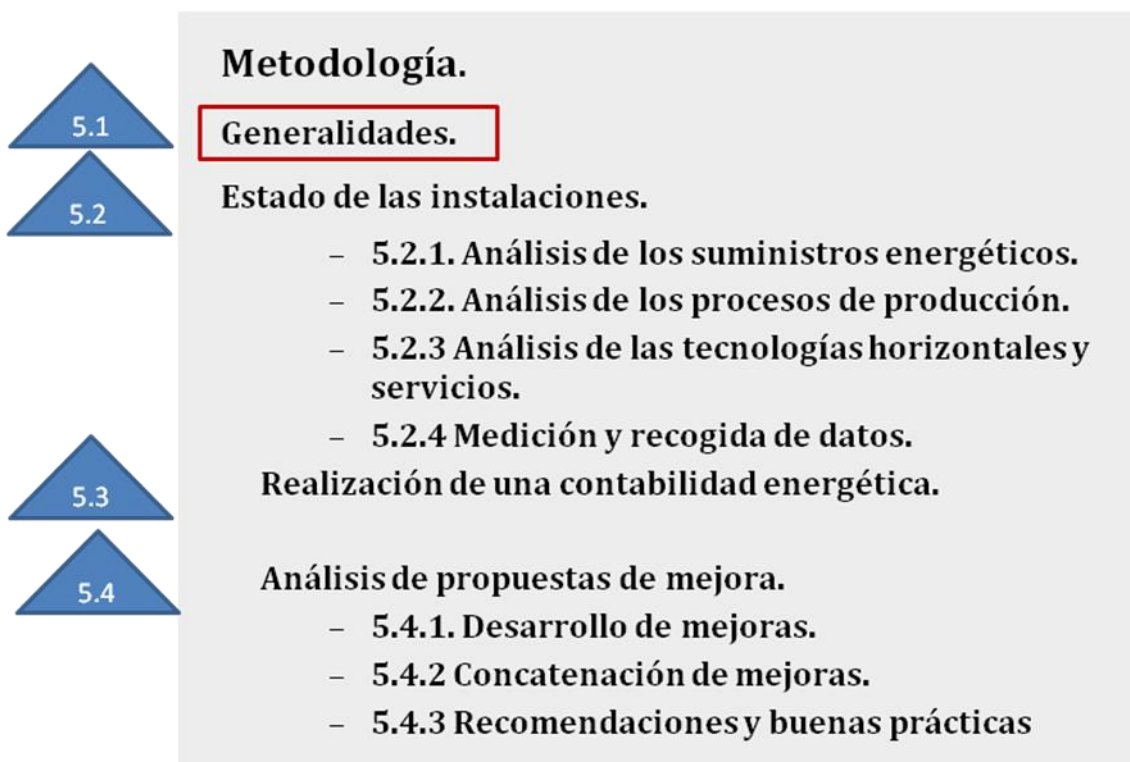 Metodología.
5.1
Generalidades.
5.2
Estado de las instalaciones.
– 5.2.1. Análisis de los suministros energéticos.
– 5.2.2. Análisis de los procesos de producción.
– 5.2.3 Análisis de las tecnologías horizontales y
servicios.
– 5.2.4 Medición y recogida de datos.
5.3
Realización de una contabilidad energética.
5.4
Análisis de propuestas de mejora.
– 5.4.1. Desarrollo de mejoras.
– 5.4.2 Concatenación de mejoras.
– 5.4.3 Recomendaciones y buenas prácticas